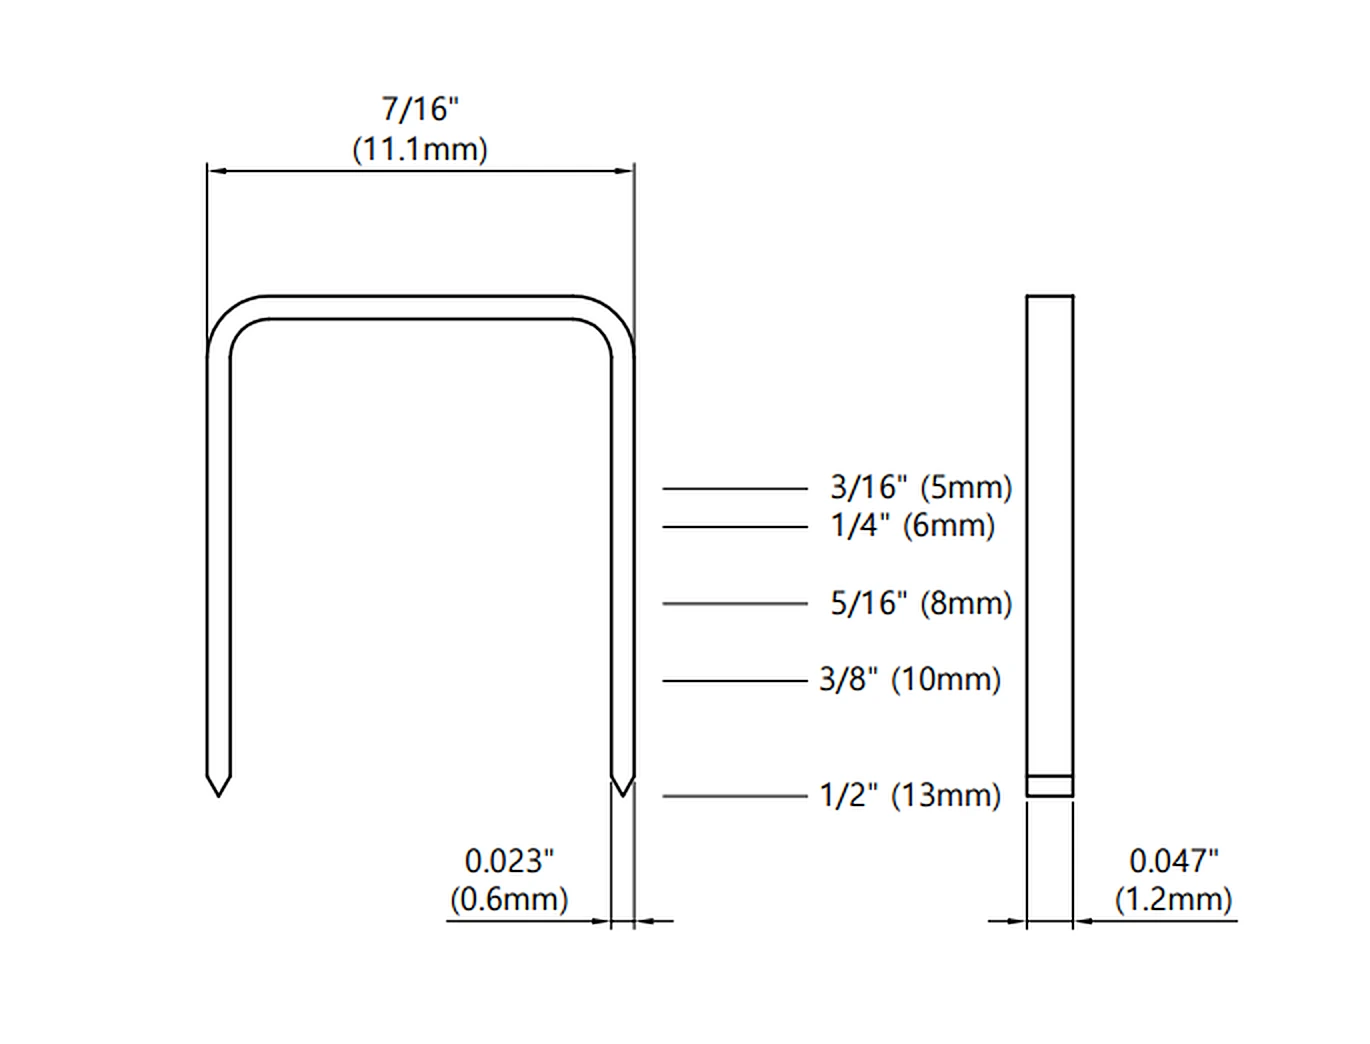 7/16"
(11.1mm)
3/16" (5mm)
1/4" (6mm)
5/16" (8mm)
3/8" (10mm)
1/2" (13mm)
0.023"
(0.6mm)
0.047"
(1.2mm)